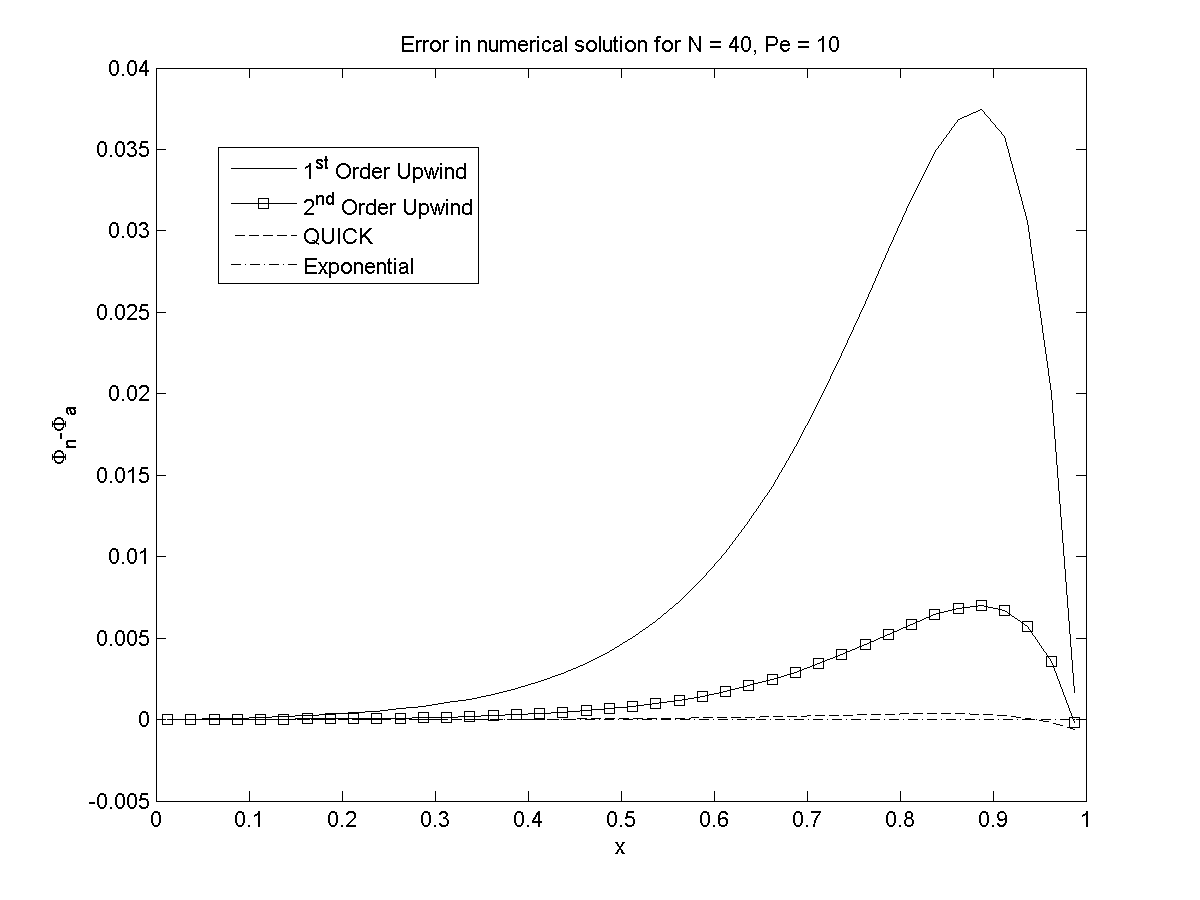 Error in numerical solution for N = 40, Pe = 10
0.04
0.035
0.03
0.025
0.02
0.015
0.01
0.005
0
-0.005
Φn-Φa
1st Order Upwind
2nd Order Upwind
QUICK
Exponential
0 0.1 0.2 0.3 0.4 0.5 0.6 0.7 0.8 0.9 1
x